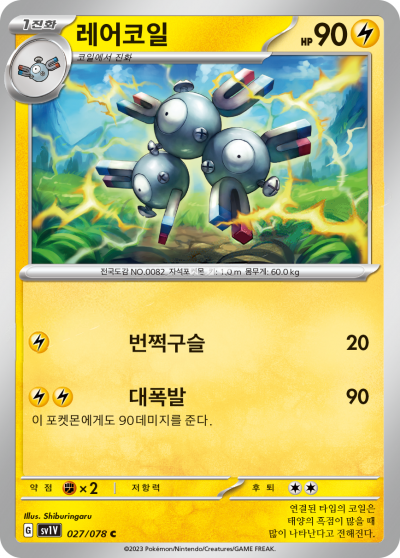 1진화
레어코일
HP 90
코일에서 진화
전국도감 NO.0082 자석포켓몬 키: 1.0 m 몸무게: 60.0 kg
번쩍구슬 20
대폭발 90
이 포켓몬에게도 90데미지를 준다.
약점 ×2 저항력 후퇴
Illus. Shiburingaru
G sv1V 027/078 C
연결된 타입의 코일은
태양의 흑점이 많을 때
많이 나타난다고 전해진다.
©2023 Pokémon/Nintendo/Creatures/GAME FREAK.